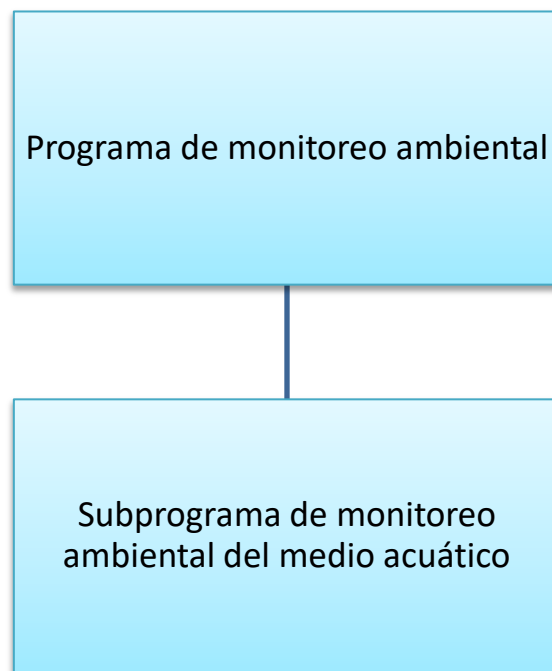 Programa de monitoreo ambiental
Subprograma de monitoreo
ambiental del medio acuático